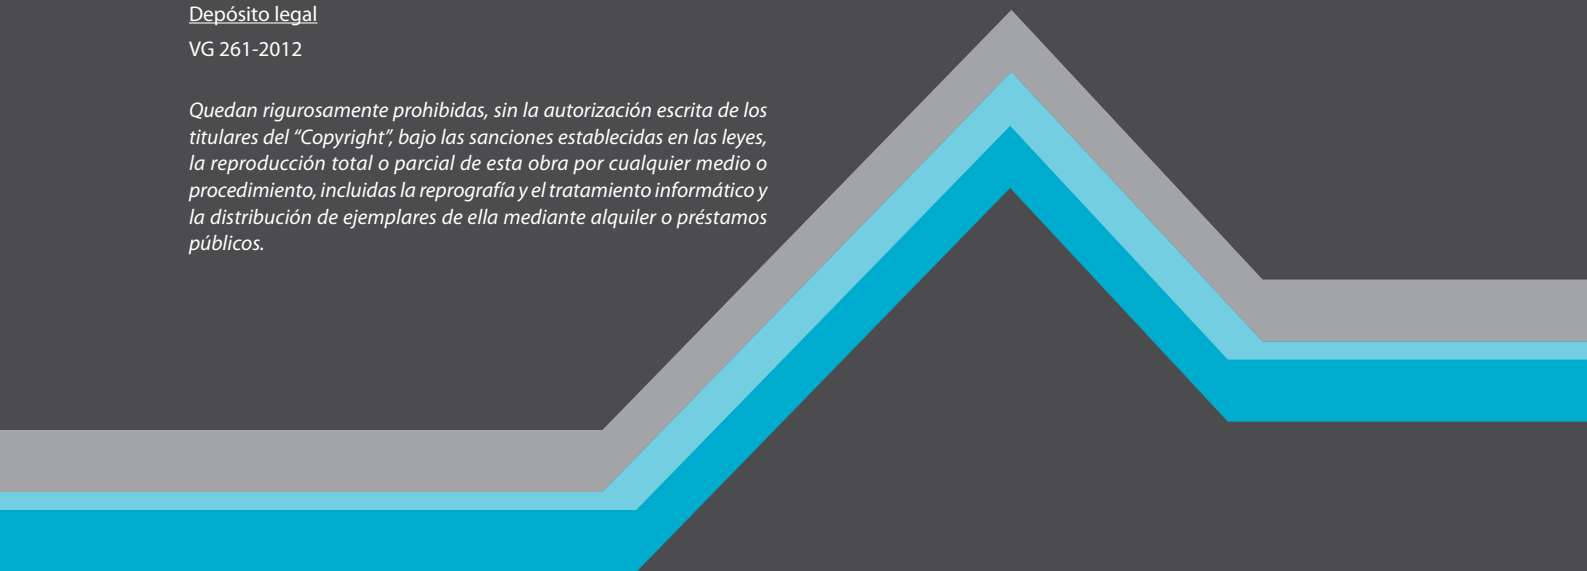 Depósito legal
VG 261-2012
Quedan rigurosamente prohibidas, sin la autorización escrita de los
titulares del “Copyright”, bajo las sanciones establecidas en las leyes,
la reproducción total o parcial de esta obra por cualquier medio o
procedimiento, incluidas la reprografía y el tratamiento informático y
la distribución de ejemplares de ella mediante alquiler o préstamos
públicos.